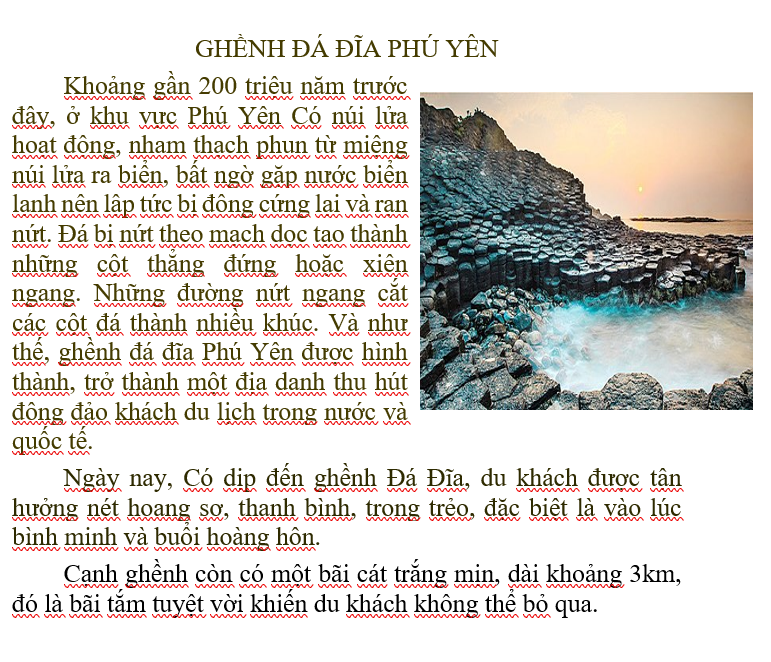 GHỀNH ĐÁ ĐĨA PHÚ YÊN
Khoảng gần 200 triệu năm trước
đây, ở khu vực Phú Yên Có núi lửa
hoạt động, nham thạch phun từ miệng
núi lửa ra biển, bất ngờ gặp nước biển
lạnh nên lập tức bị đông cứng lại và rạn
nứt. Đá bị nứt theo mạch dọc tạo thành
những cột thẳng đứng hoặc xiên
ngang. Những đường nứt ngang cắt
các cột đá thành nhiều khúc. Và như
thế, ghềnh đá đĩa Phú Yên được hình
thành, trở thành một địa danh thu hút
đông đảo khách du lịch trong nước và
quốc tế.
Ngày nay, Có dịp đến ghềnh Đá Đĩa, du khách được tận
hưởng nét hoang sơ, thanh bình, trong trẻo, đặc biệt là vào lúc
bình minh và buổi hoàng hôn.
Cạnh ghềnh còn có một bãi cát trắng mịn, dài khoảng 3km,
đó là bãi tắm tuyệt vời khiến du khách không thể bỏ qua.